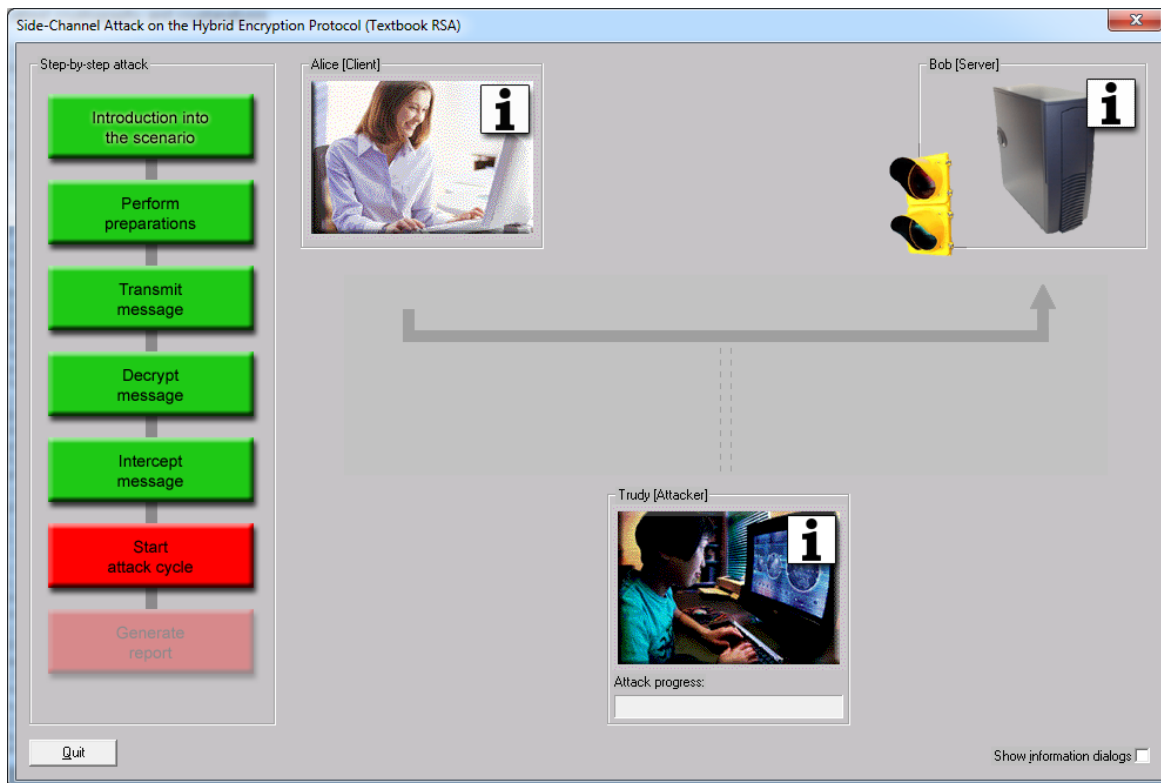 Side-Channel Attack on the Hybrid Encryption Protocol (Textbook RSA)
Step-by-step attack
Introduction into
the scenario
Perform
preparations
Transmit
message
Decrypt
message
Intercept
message
Start
attack cycle
Generate
report
Quit
Alice [Client]
i
Bob [Server]
i
Trudy [Attacker]
i
Attack progress:
Show information dialogs